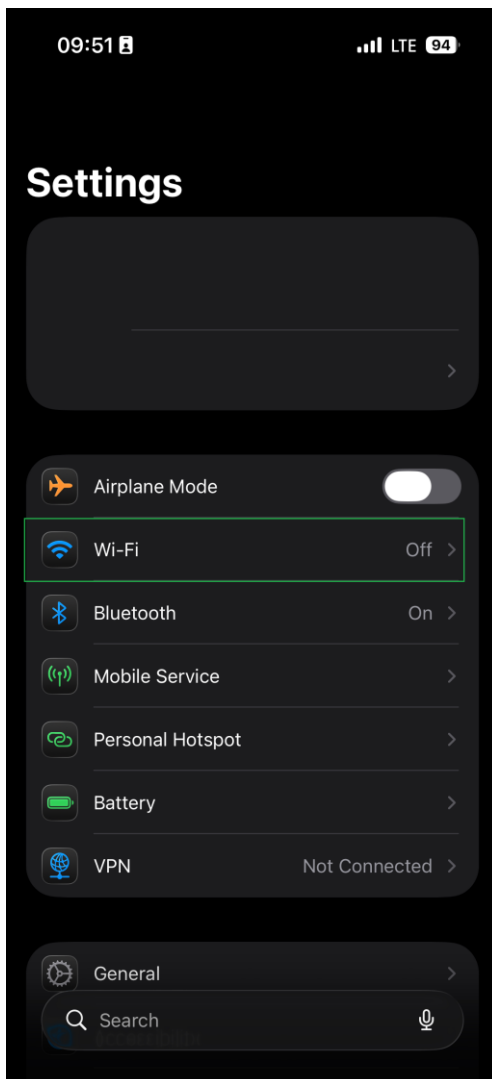 09:51 LTE 94
Settings
Airplane Mode
Wi-Fi Off
Bluetooth On
Mobile Service
Personal Hotspot
Battery
VPN Not Connected
General
Search